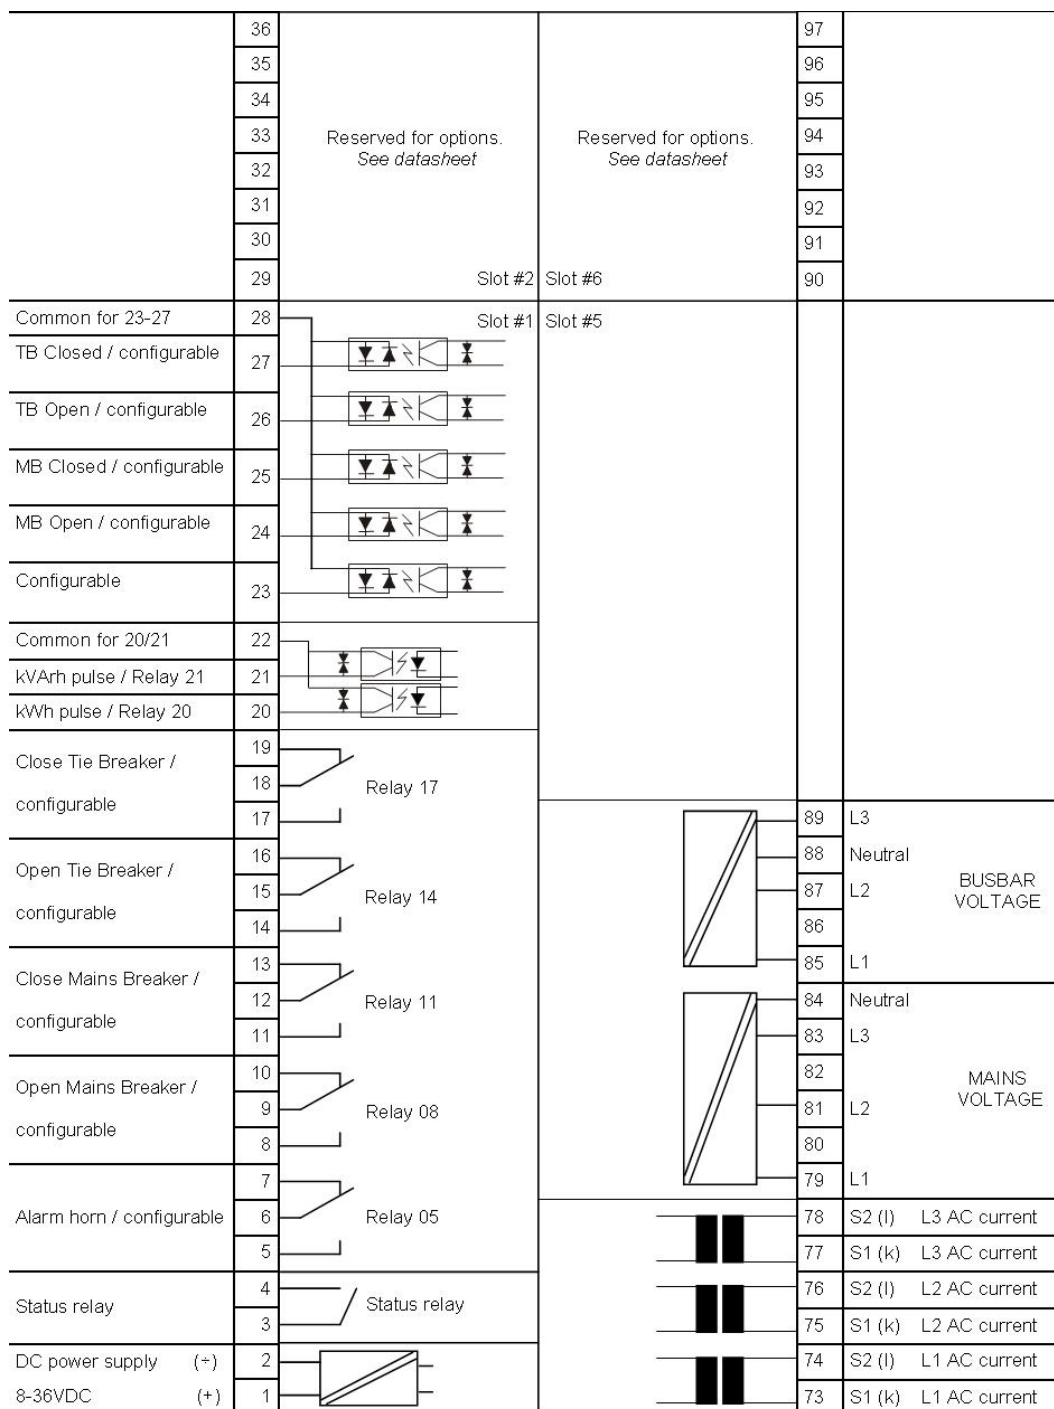 36
35
34
33
32
31
30
29
Reserved for options.
See datasheet
Slot #2
Reserved for options.
See datasheet
Slot #6
97
96
95
94
93
92
91
90
Common for 23-27 28
Slot #1
Slot #5
TB Closed / configurable 27
TB Open / configurable 26
MB Closed / configurable 25
MB Open / configurable 24
Configurable 23
Common for 20/21 22
kVArh pulse / Relay 21 21
kWh pulse / Relay 20 20
Close Tie Breaker /
configurable
19
18
17
Relay 17
Open Tie Breaker /
configurable
16
15
14
Relay 14
Close Mains Breaker /
configurable
13
12
11
Relay 11
Open Mains Breaker /
configurable
10
9
8
Relay 08
Alarm horn / configurable
7
6
5
Relay 05
Status relay
4
3
Status relay
DC power supply (÷) 2
8-36VDC (+) 1
89 L3
88 Neutral
87 L2
86
85 L1
BUSBAR
VOLTAGE
84 Neutral
83 L3
82
81 L2
80
79 L1
MAINS
VOLTAGE
78 S2 (l) L3 AC current
77 S1 (k) L3 AC current
76 S2 (l) L2 AC current
75 S1 (k) L2 AC current
74 S2 (l) L1 AC current
73 S1 (k) L1 AC current